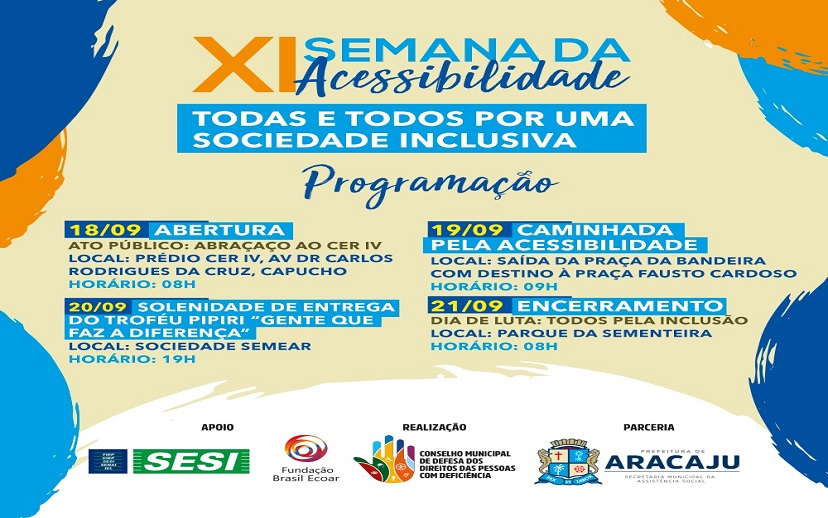 XI SEMANA DA
Acessibilidade
TODAS E TODOS POR UMA
SOCIEDADE INCLUSIVA
Programação
18/09 ABERTURA
ATO PÚBLICO: ABRAÇAÇO AO CER IV
LOCAL: PRÉDIO CER IV, AV DR CARLOS
RODRIGUES DA CRUZ, CAPUCHO
HORÁRIO: 08H
19/09 CAMINHADA
PELA ACESSIBILIDADE
LOCAL: SAÍDA DA PRAÇA DA BANDEIRA
COM DESTINO À PRAÇA FAUSTO CARDOSO
HORÁRIO: 09H
20/09 SOLENIDADE DE ENTREGA
DO TROFÉU PIPIRI “GENTE QUE
FAZ A DIFERENÇA”
LOCAL: SOCIEDADE SEMEAR
HORÁRIO: 19H
21/09 ENCERRAMENTO
DIA DE LUTA: TODOS PELA INCLUSÃO
LOCAL: PARQUE DA SEMENTEIRA
HORÁRIO: 08H
APOIO
REALIZAÇÃO
PARCERIA
SESI
SENAI
IEL
SESI
Fundação
Brasil Ecoar
CONSELHO MUNICIPAL
DE DEFESA DOS
DIREITOS DAS PESSOAS
COM DEFICIÊNCIA
PREFEITURA DE
ARACAJU
SECRETARIA MUNICIPAL DA
ASSISTÊNCIA SOCIAL